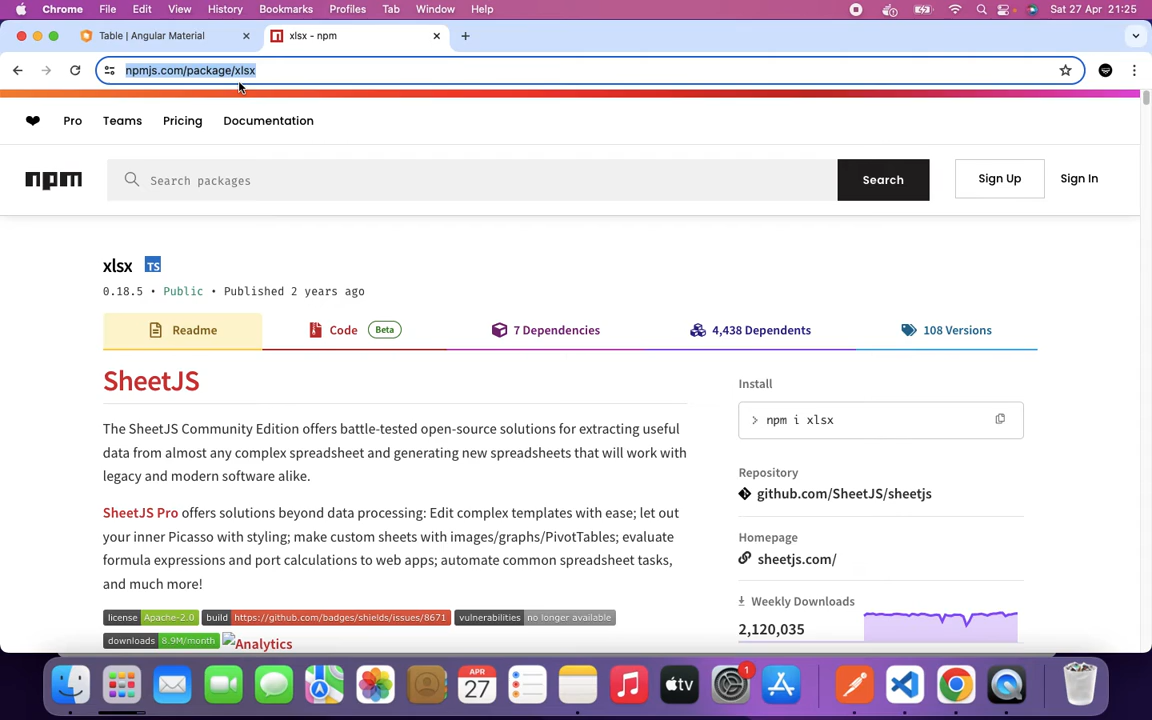 Chrome File Edit View History Bookmarks Profiles Tab Window Help Sat 27 Apr 21:25
Table | Angular Material xlsx - npm
npmjs.com/package/xlsx
Pro Teams Pricing Documentation
npm Search packages Search Sign Up Sign In
xlsx TS
0.18.5 • Public • Published 2 years ago
Readme Code Beta 7 Dependencies 4,438 Dependents 108 Versions
SheetJS
The SheetJS Community Edition offers battle-tested open-source solutions for extracting useful
data from almost any complex spreadsheet and generating new spreadsheets that will work with
legacy and modern software alike.
SheetJS Pro offers solutions beyond data processing: Edit complex templates with ease; let out
your inner Picasso with styling; make custom sheets with images/graphs/PivotTables; evaluate
formula expressions and port calculations to web apps; automate common spreadsheet tasks,
and much more!
license Apache-2.0 build https://github.com/badges/shields/issues/8671 vulnerabilities no longer available
downloads 8.9M/month Analytics
Install
> npm i xlsx
Repository
github.com/SheetJS/sheetjs
Homepage
sheetjs.com/
Weekly Downloads
2,120,035
APR
27
tv
1